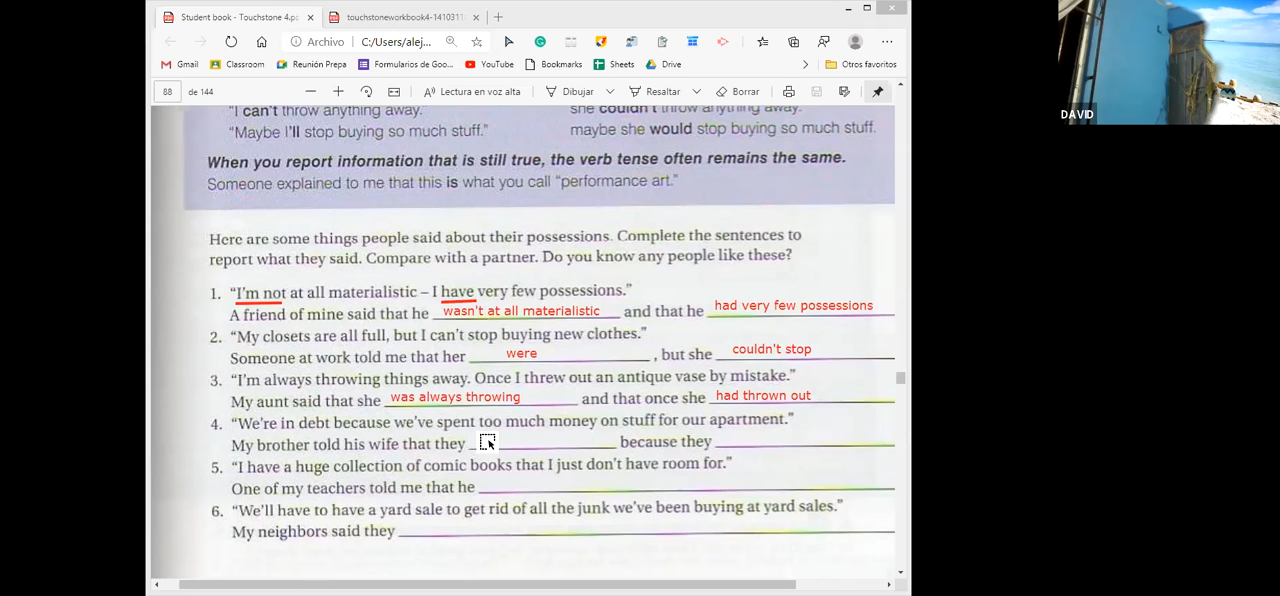 Student book - Touchstone 4.p
touchstoneworkbook4-1410311
Archivo C:/Users/alej...
Gmail Classroom Reunión Prepa Formularios de Goo... YouTube Bookmarks Sheets Drive Otros favoritos
88 de 144 Lectura en voz alta Dibujar Resaltar Borrar
"I can't throw anything away." she couldn't throw anything away.
"Maybe I'll stop buying so much stuff." maybe she would stop buying so much stuff.
When you report information that is still true, the verb tense often remains the same.
Someone explained to me that this is what you call "performance art."
Here are some things people said about their possessions. Complete the sentences to
report what they said. Compare with a partner. Do you know any people like these?
1. "I'm not at all materialistic – I have very few possessions."
A friend of mine said that he wasn't at all materialistic and that he had very few possessions
2. "My closets are all full, but I can't stop buying new clothes."
Someone at work told me that her were , but she couldn't stop
3. "I'm always throwing things away. Once I threw out an antique vase by mistake."
My aunt said that she was always throwing and that once she had thrown out
4. "We're in debt because we've spent too much money on stuff for our apartment."
My brother told his wife that they because they
5. "I have a huge collection of comic books that I just don't have room for."
One of my teachers told me that he
6. "We'll have to have a yard sale to get rid of all the junk we've been buying at yard sales."
My neighbors said they
DAVID